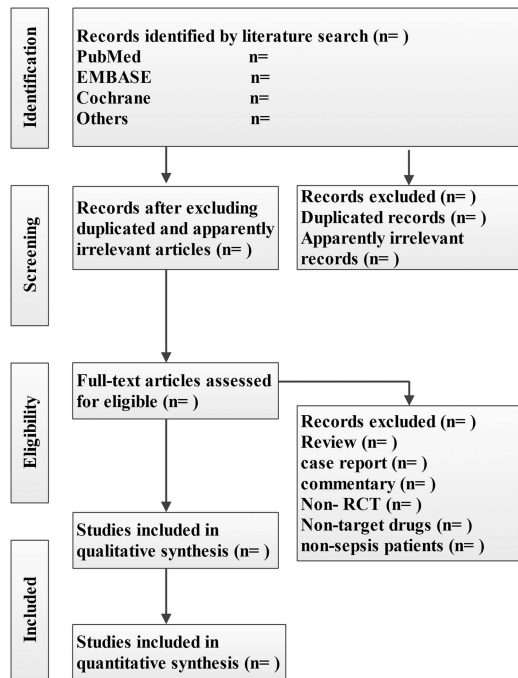 Identification
Records identified by literature search (n= )
PubMed n=
EMBASE n=
Cochrane n=
Others n=
Screening
Records after excluding
duplicated and apparently
irrelevant articles (n= )
Records excluded (n= )
Duplicated records (n= )
Apparently irrelevant
records (n= )
Eligibility
Full-text articles assessed
for eligible (n= )
Records excluded (n= )
Review (n= )
case report (n= )
commentary (n= )
Non- RCT (n= )
Non-target drugs (n= )
non-sepsis patients (n= )
Studies included in
qualitative synthesis (n= )
Included
Studies included in
quantitative synthesis (n= )